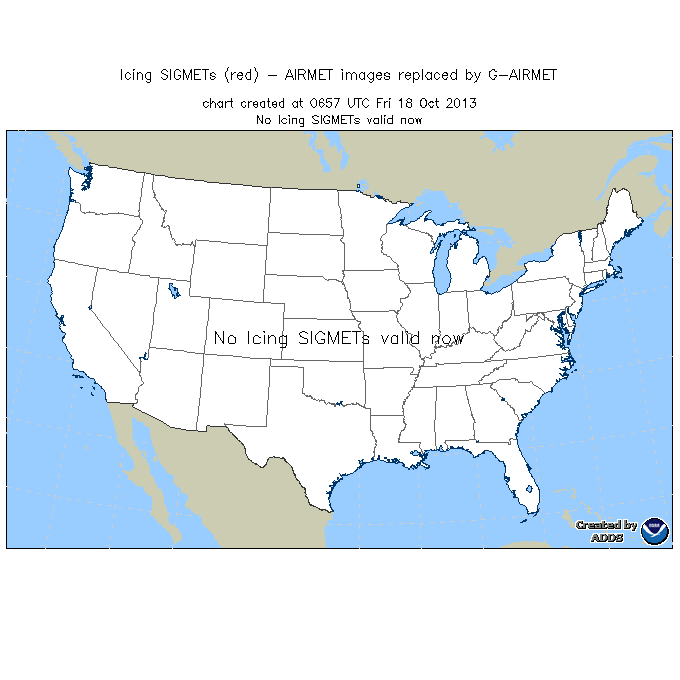 Icing SIGMETs (red) - AIRMET images replaced by G-AIRMET
chart created at 0657 UTC Fri 18 Oct 2013
No Icing SIGMETs valid now
No Icing SIGMETs valid now
Created by
ADDS